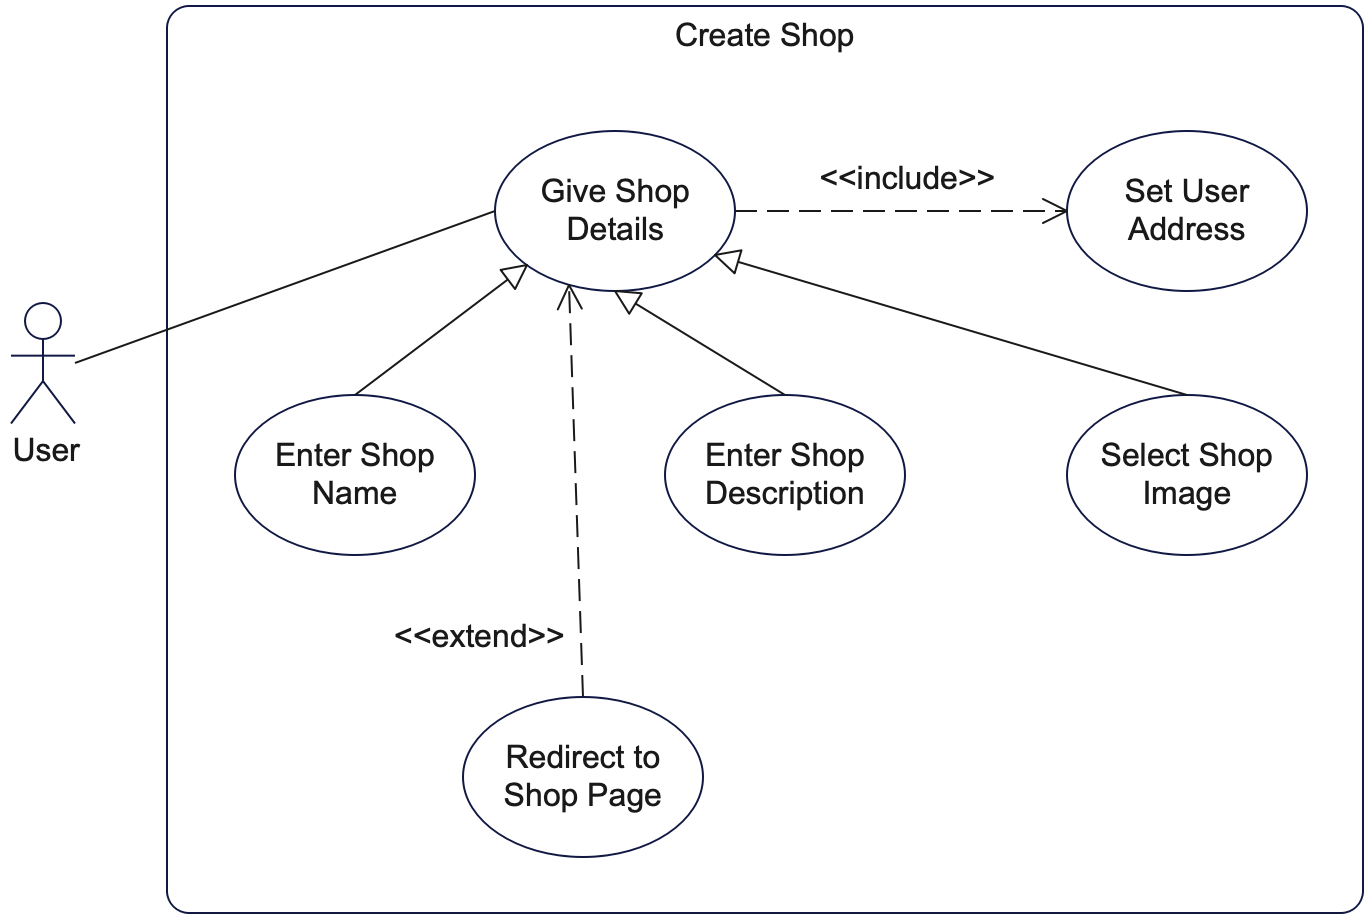 Create Shop
Give Shop
Details
<<include>>
Set User
Address
User
Enter Shop
Name
Enter Shop
Description
Select Shop
Image
<<extend>>
Redirect to
Shop Page